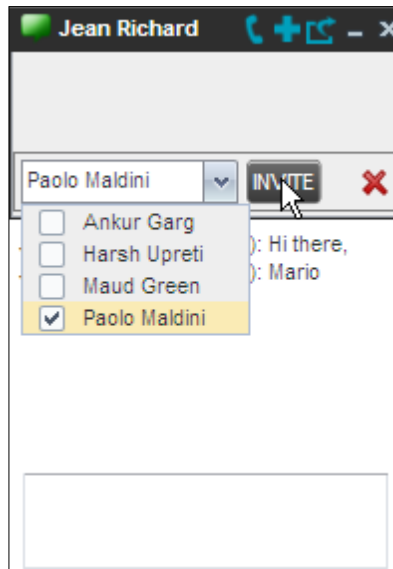 Jean Richard
Paolo Maldini INVITE
Ankur Garg
Harsh Upreti
Maud Green
Paolo Maldini
): Hi there,
): Mario